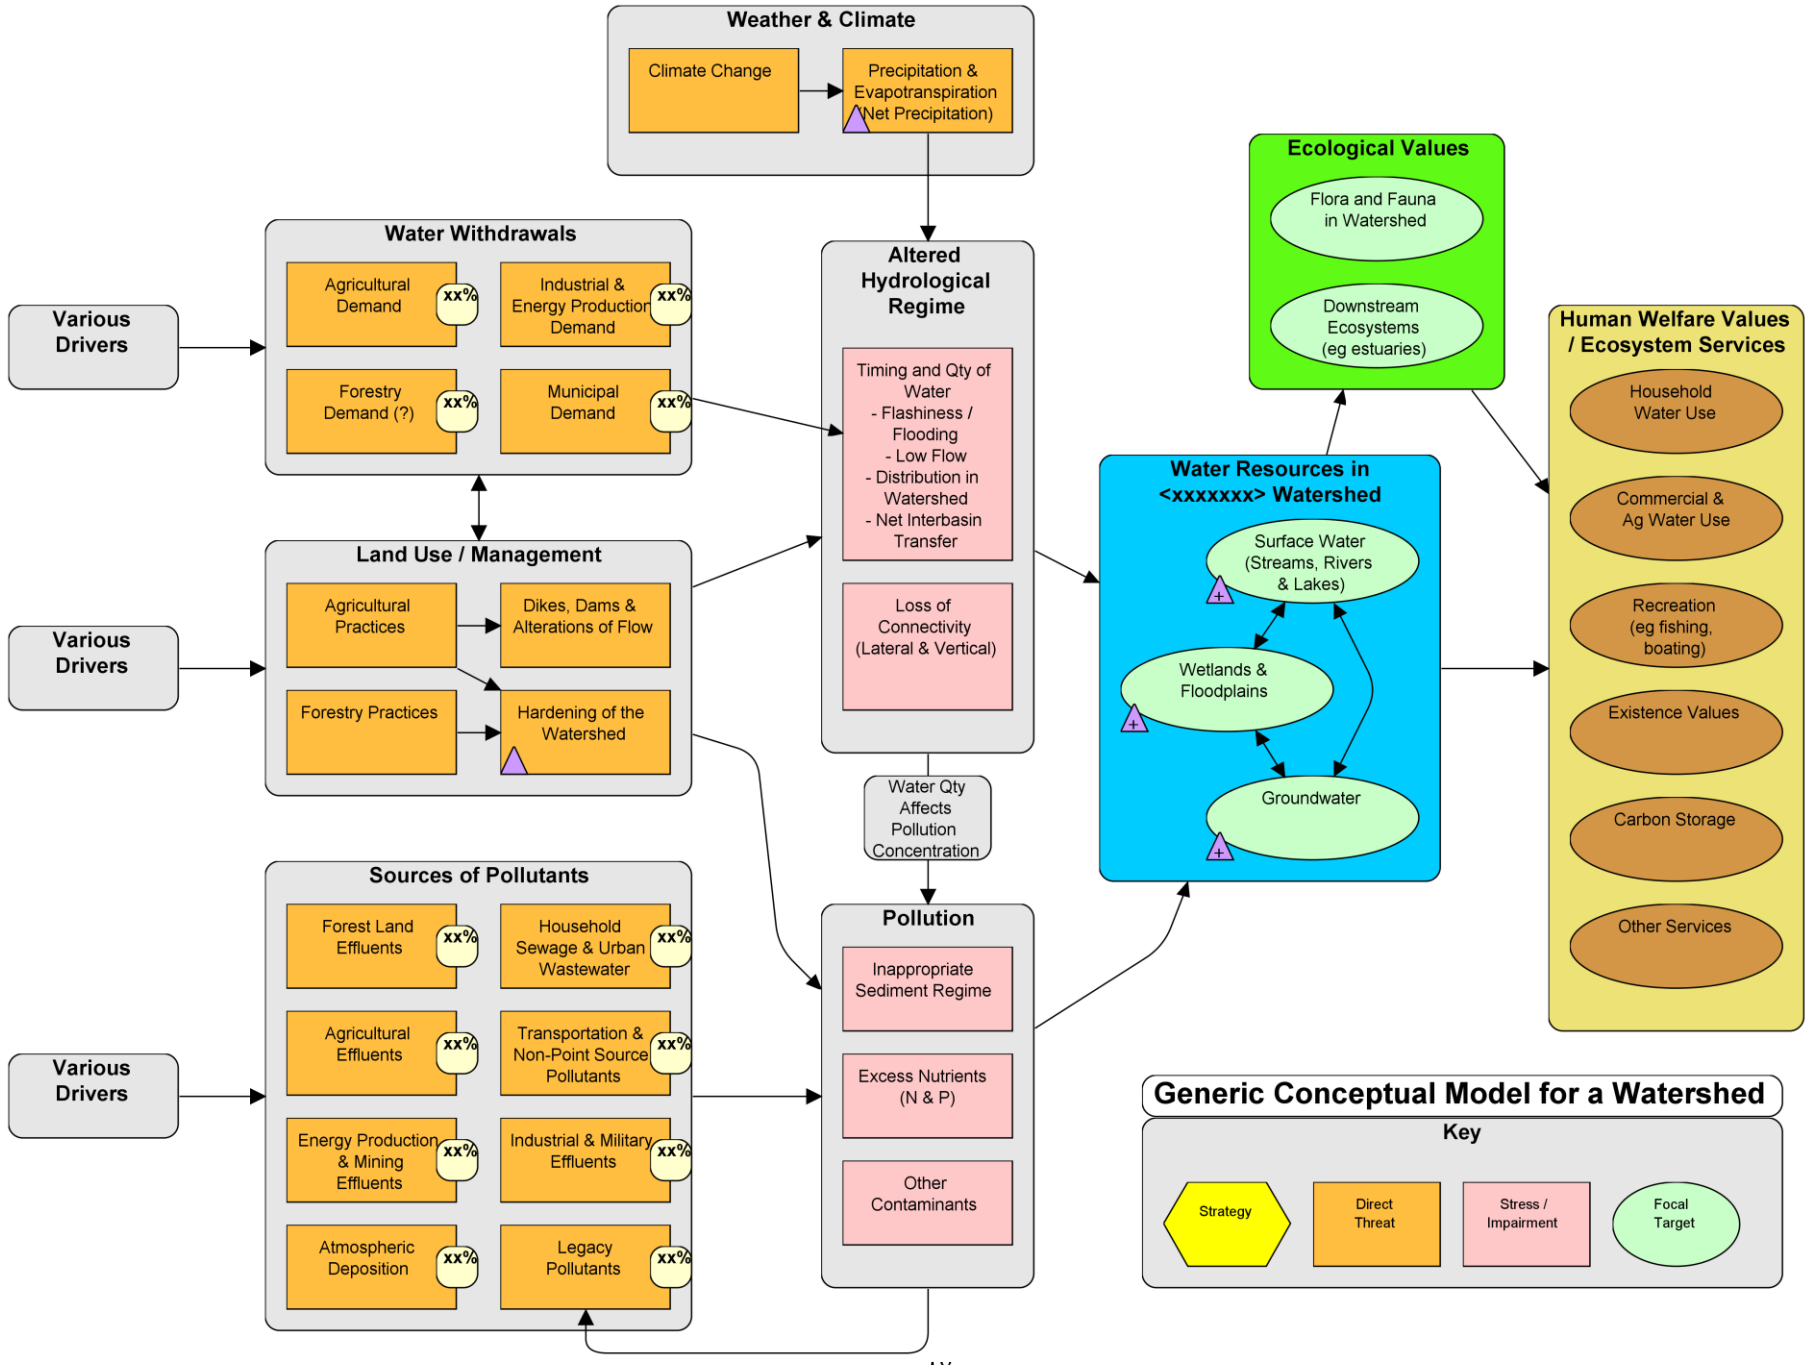 Weather & Climate
Climate Change
Precipitation &
Evapotranspiration
(Net Precipitation)
Water Withdrawals
Agricultural
Demand
xx%
Industrial &
Energy Production
Demand
xx%
Forestry
Demand (?)
xx%
Municipal
Demand
xx%
Various
Drivers
Land Use / Management
Agricultural
Practices
Dikes, Dams &
Alterations of Flow
Forestry Practices
Hardening of the
Watershed
Various
Drivers
Sources of Pollutants
Forest Land
Effluents
xx%
Household
Sewage & Urban
Wastewater
xx%
Agricultural
Effluents
xx%
Transportation &
Non-Point Source
Pollutants
xx%
Energy Production
& Mining
Effluents
xx%
Industrial & Military
Effluents
xx%
Atmospheric
Deposition
xx%
Legacy
Pollutants
xx%
Various
Drivers
Altered
Hydrological
Regime
Timing and Qty of
Water
- Flashiness /
Flooding
- Low Flow
- Distribution in
Watershed
- Net Interbasin
Transfer
Loss of
Connectivity
(Lateral & Vertical)
Water Qty
Affects
Pollution
Concentration
Pollution
Inappropriate
Sediment Regime
Excess Nutrients
(N & P)
Other
Contaminants
Ecological Values
Flora and Fauna
in Watershed
Downstream
Ecosystems
(eg estuaries)
Water Resources in
<xxxxxxx> Watershed
Surface Water
(Streams, Rivers
& Lakes)
+
Wetlands &
Floodplains
+
Groundwater
+
Human Welfare Values
/ Ecosystem Services
Household
Water Use
Commercial &
Ag Water Use
Recreation
(eg fishing,
boating)
Existence Values
Carbon Storage
Other Services
Generic Conceptual Model for a Watershed
Key
Strategy
Direct
Threat
Stress /
Impairment
Focal
Target